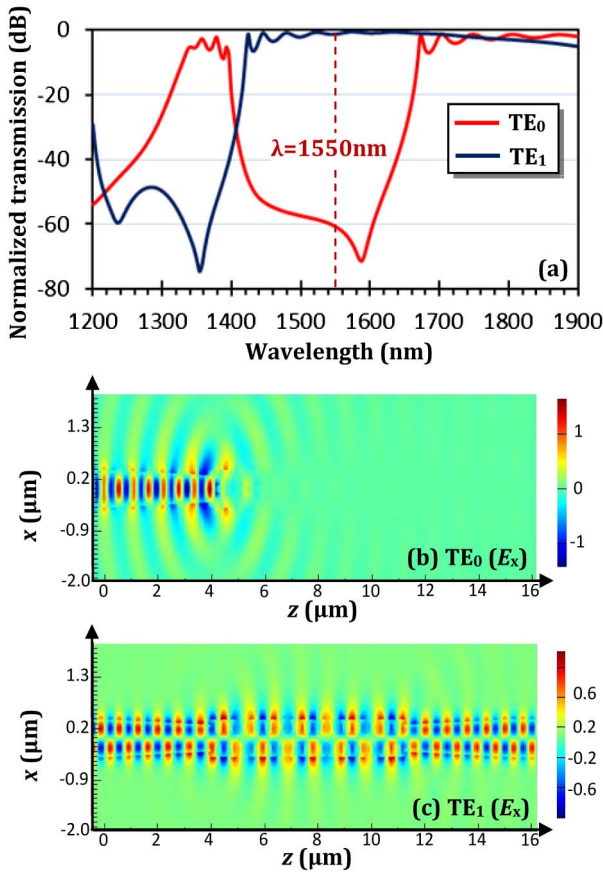 Normalized transmission (dB)
0
-20
-40
-60
-80
TE0
TE1
λ=1550nm
(a)
1200 1300 1400 1500 1600 1700 1800 1900
Wavelength (nm)
x (μm)
1.3
0.2
-0.9
-2.0
1
0
-1
(b) TE0 (Ex)
0 2 4 6 8 10 12 14 16
z (μm)
x (μm)
1.3
0.2
-0.9
-2.0
0.6
0.0
-0.6
(c) TE1 (Ex)
0 2 4 6 8 10 12 14 16
z (μm)